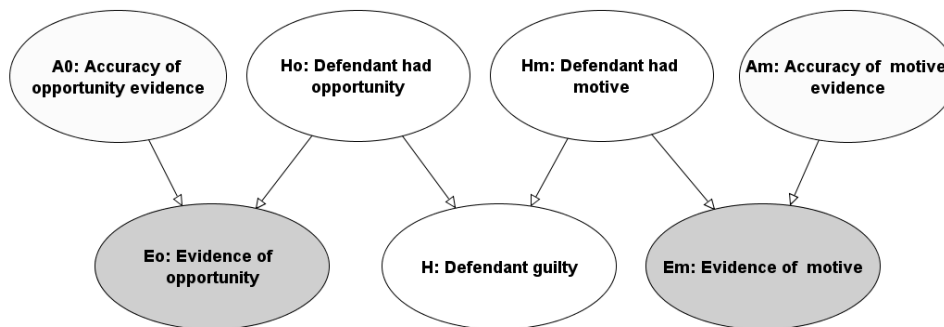 A0: Accuracy of
opportunity evidence
Ho: Defendant had
opportunity
Hm: Defendant had
motive
Am: Accuracy of motive
evidence
Eo: Evidence of
opportunity
H: Defendant guilty
Em: Evidence of motive